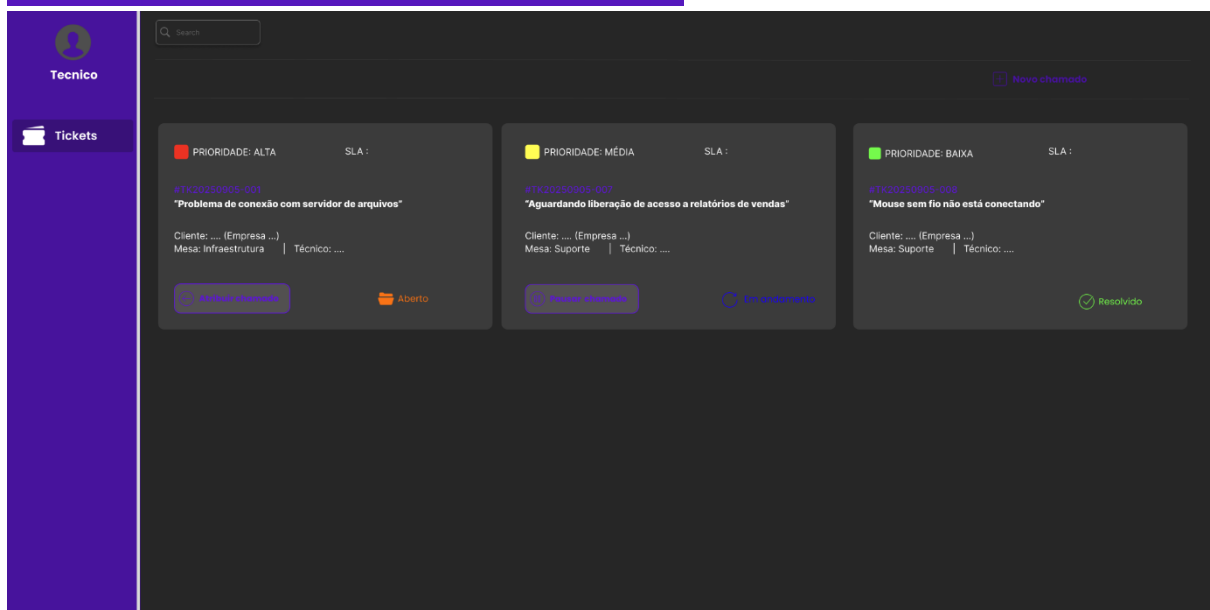 Tecnico
Tickets
Search
Novo chamado
PRIORIDADE: ALTA SLA :
"Problema de conexão com servidor de arquivos"
Cliente: .... (Empresa ...)
Mesa: Infraestrutura | Técnico: ....
Atribuir chamado
Aberto
PRIORIDADE: MÉDIA SLA :
"Aguardando liberação de acesso a relatórios de vendas"
Cliente: .... (Empresa ...)
Mesa: Suporte | Técnico: ....
Pausar chamado
Em andamento
PRIORIDADE: BAIXA SLA :
"Mouse sem fio não está conectando"
Cliente: .... (Empresa ...)
Mesa: Suporte | Técnico: ....
Resolvido